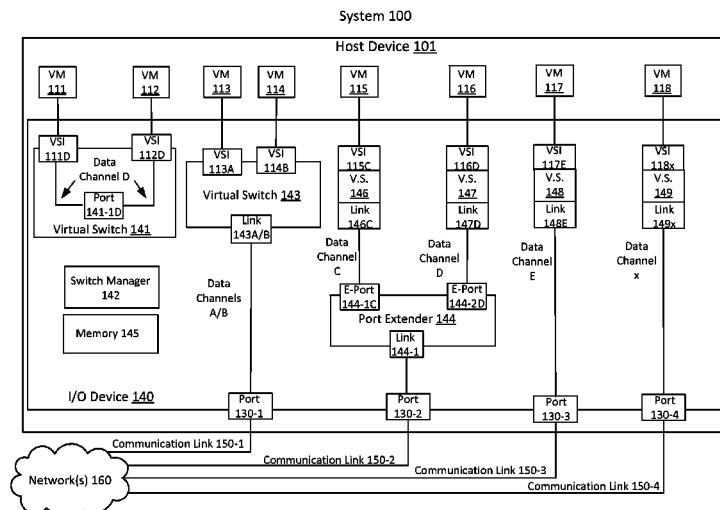 System 100
Host Device 101
VM 111
VM 112
VM 113
VM 114
VM 115
VM 116
VM 117
VM 118
VSI 111D
VSI 112D
Data Channel D
Port 141-1D
Virtual Switch 141
VSI 113A
VSI 114B
Virtual Switch 143
Link 143A/B
VSI 115C
V.S. 146
Link 146C
VSI 116D
V.S. 147
Link 147D
VSI 117E
V.S. 148
Link 148E
VSI 118x
V.S. 149
Link 149x
Data Channel C
Data Channel D
Data Channel E
Data Channel x
Switch Manager 142
Memory 145
Data Channels A/B
E-Port 144-1C
E-Port 144-2D
Port Extender 144
Link 144-1
I/O Device 140
Port 130-1
Port 130-2
Port 130-3
Port 130-4
Communication Link 150-1
Communication Link 150-2
Communication Link 150-3
Communication Link 150-4
Network(s) 160